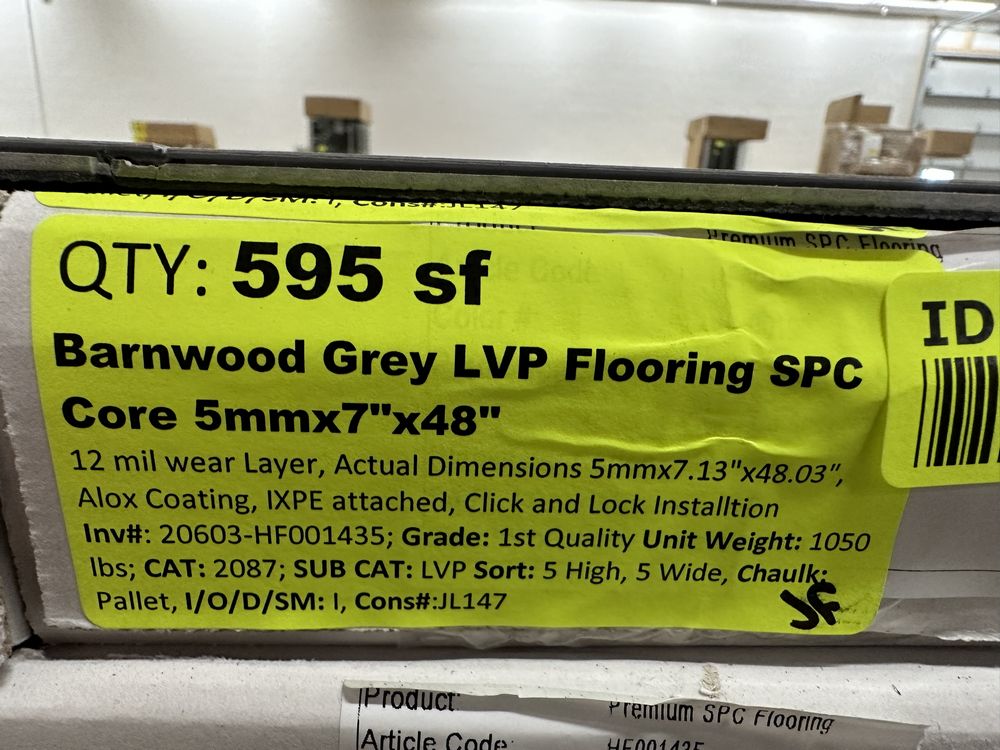 Cons#:JL147
Premium SPC Flooring
QTY: 595 sf
Barnwood Grey LVP Flooring SPC
Core 5mmx7"x48"
12 mil wear Layer, Actual Dimensions 5mmx7.13"x48.03",
Alox Coating, IXPE attached, Click and Lock Installtion
Inv#: 20603-HF001435; Grade: 1st Quality Unit Weight: 1050
lbs; CAT: 2087; SUB CAT: LVP Sort: 5 High, 5 Wide, Chaulk:
Pallet, I/O/D/SM: I, Cons#:JL147
ID
Product: Premium SPC Flooring
Article Code: HF001435